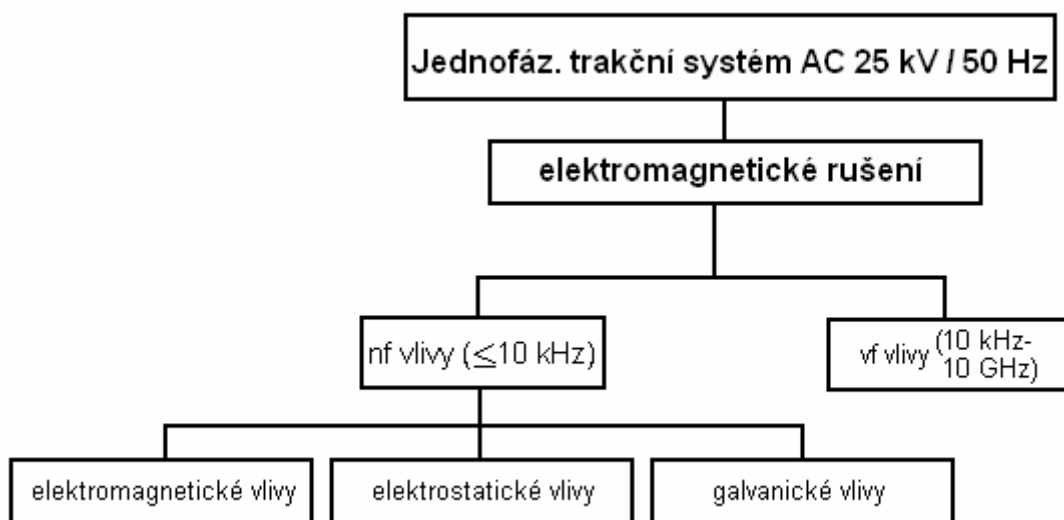 Jednofáz. trakční systém AC 25 kV / 50 Hz
elektromagnetické rušení
nf vlivy (≤10 kHz)
vf vlivy (10 kHz-
10 GHz)
elektromagnetické vlivy
elektrostatické vlivy
galvanické vlivy